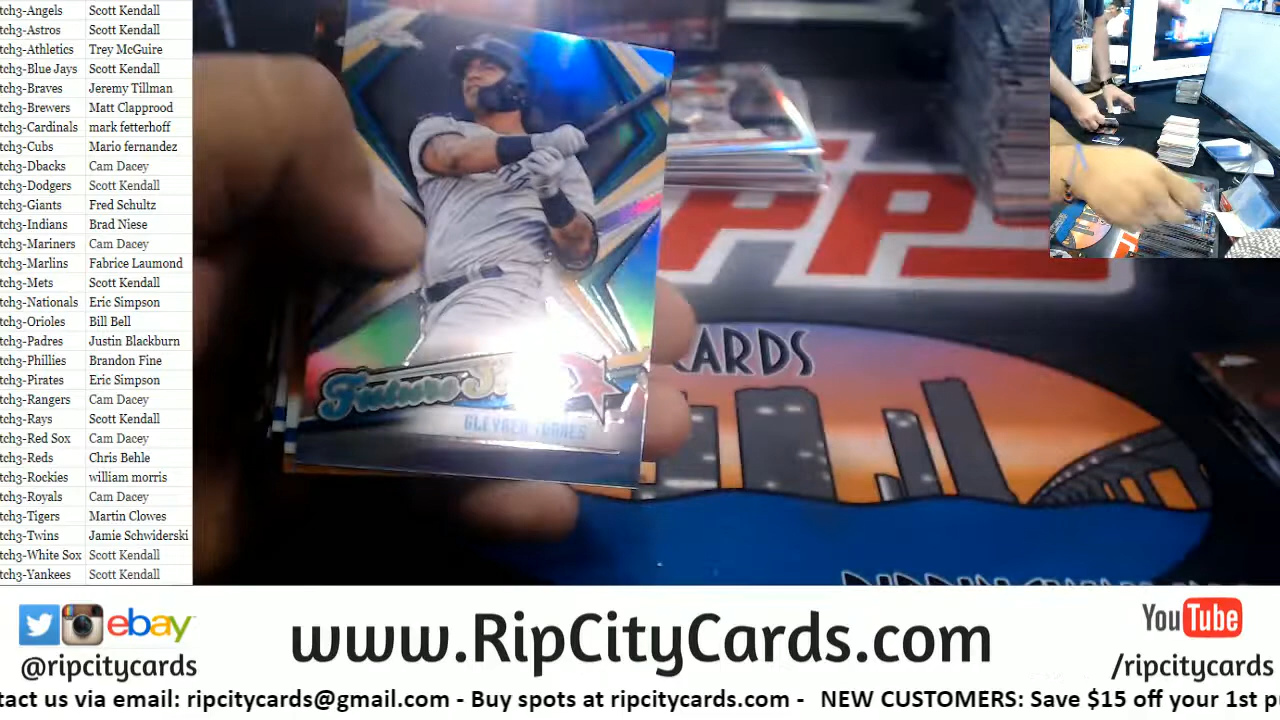 tch3-Angels Scott Kendall
tch3-Astros Scott Kendall
tch3-Athletics Trey McGuire
tch3-Blue Jays Scott Kendall
tch3-Braves Jeremy Tillman
tch3-Brewers Matt Clapprood
tch3-Cardinals mark fetterhoff
tch3-Cubs Mario fernandez
tch3-Dbacks Cam Dacey
tch3-Dodgers Scott Kendall
tch3-Giants Fred Schultz
tch3-Indians Brad Niese
tch3-Mariners Cam Dacey
tch3-Marlins Fabrice Laumond
tch3-Mets Scott Kendall
tch3-Nationals Eric Simpson
tch3-Orioles Bill Bell
tch3-Padres Justin Blackburn
tch3-Phillies Brandon Fine
tch3-Pirates Eric Simpson
tch3-Rangers Cam Dacey
tch3-Rays Scott Kendall
tch3-Red Sox Cam Dacey
tch3-Reds Chris Behle
tch3-Rockies william morris
tch3-Royals Cam Dacey
tch3-Tigers Martin Clowes
tch3-Twins Jamie Schwiderski
tch3-White Sox Scott Kendall
tch3-Yankees Scott Kendall
Future
GLEYBER TORRES
PP
CARDS
ebay
@ripcitycards
www.RipCityCards.com
YouTube
/ripcitycards
tact us via email: ripcitycards@gmail.com - Buy spots at ripcitycards.com - NEW CUSTOMERS: Save $15 off your 1st p